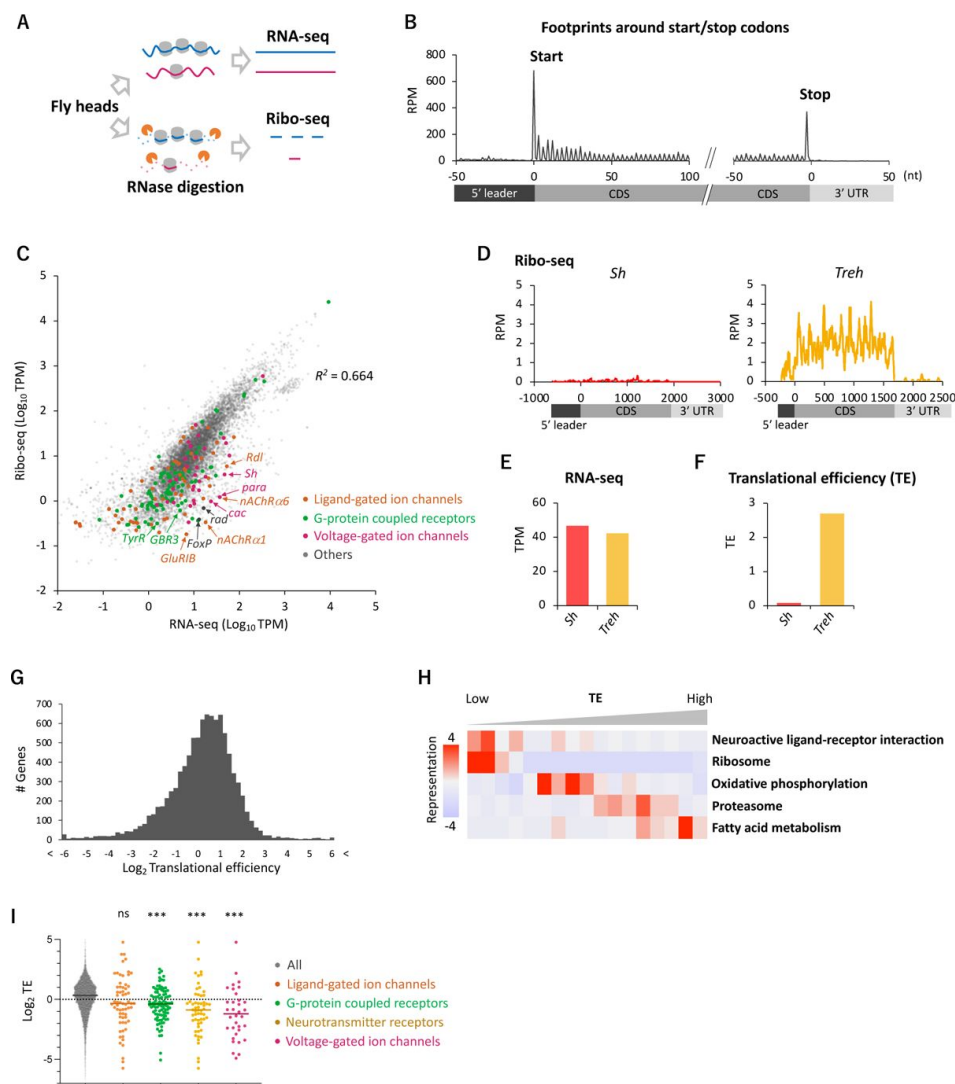 A
RNA-seq
Fly heads
Ribo-seq
RNase digestion
B
Footprints around start/stop codons
Start
Stop
RPM
800
600
400
200
0
-50
0
50
100
-50
0
50
(nt)
5’ leader
CDS
CDS
3’ UTR
C
Ribo-seq (Log10 TPM)
5
4
3
2
1
0
-1
-2
-2
-1
0
1
2
3
4
5
RNA-seq (Log10 TPM)
R² = 0.664
Rdl
Sh
para
nAChRα6
cac
rad
nAChRα1
FoxP
GluRIB
GBR3
TyrR
Ligand-gated ion channels
G-protein coupled receptors
Voltage-gated ion channels
Others
D
Ribo-seq
Sh
RPM
5
4
3
2
1
0
-1000
0
1000
2000
3000
CDS
3’ UTR
5’ leader
Treh
RPM
5
4
3
2
1
0
-500
0
500
1000
1500
2000
2500
CDS
3’ UTR
5’ leader
E
RNA-seq
TPM
60
40
20
0
Sh
Treh
F
Translational efficiency (TE)
TE
3
2
1
0
Sh
Treh
G
# Genes
700
600
500
400
300
200
100
0
< -6 -5 -4 -3 -2 -1 0 1 2 3 4 5 6 <
Log2 Translational efficiency
H
Low
TE
High
4
Representation
-4
Neuroactive ligand-receptor interaction
Ribosome
Oxidative phosphorylation
Proteasome
Fatty acid metabolism
I
ns
***
***
***
Log2 TE
5
0
-5
All
Ligand-gated ion channels
G-protein coupled receptors
Neurotransmitter receptors
Voltage-gated ion channels